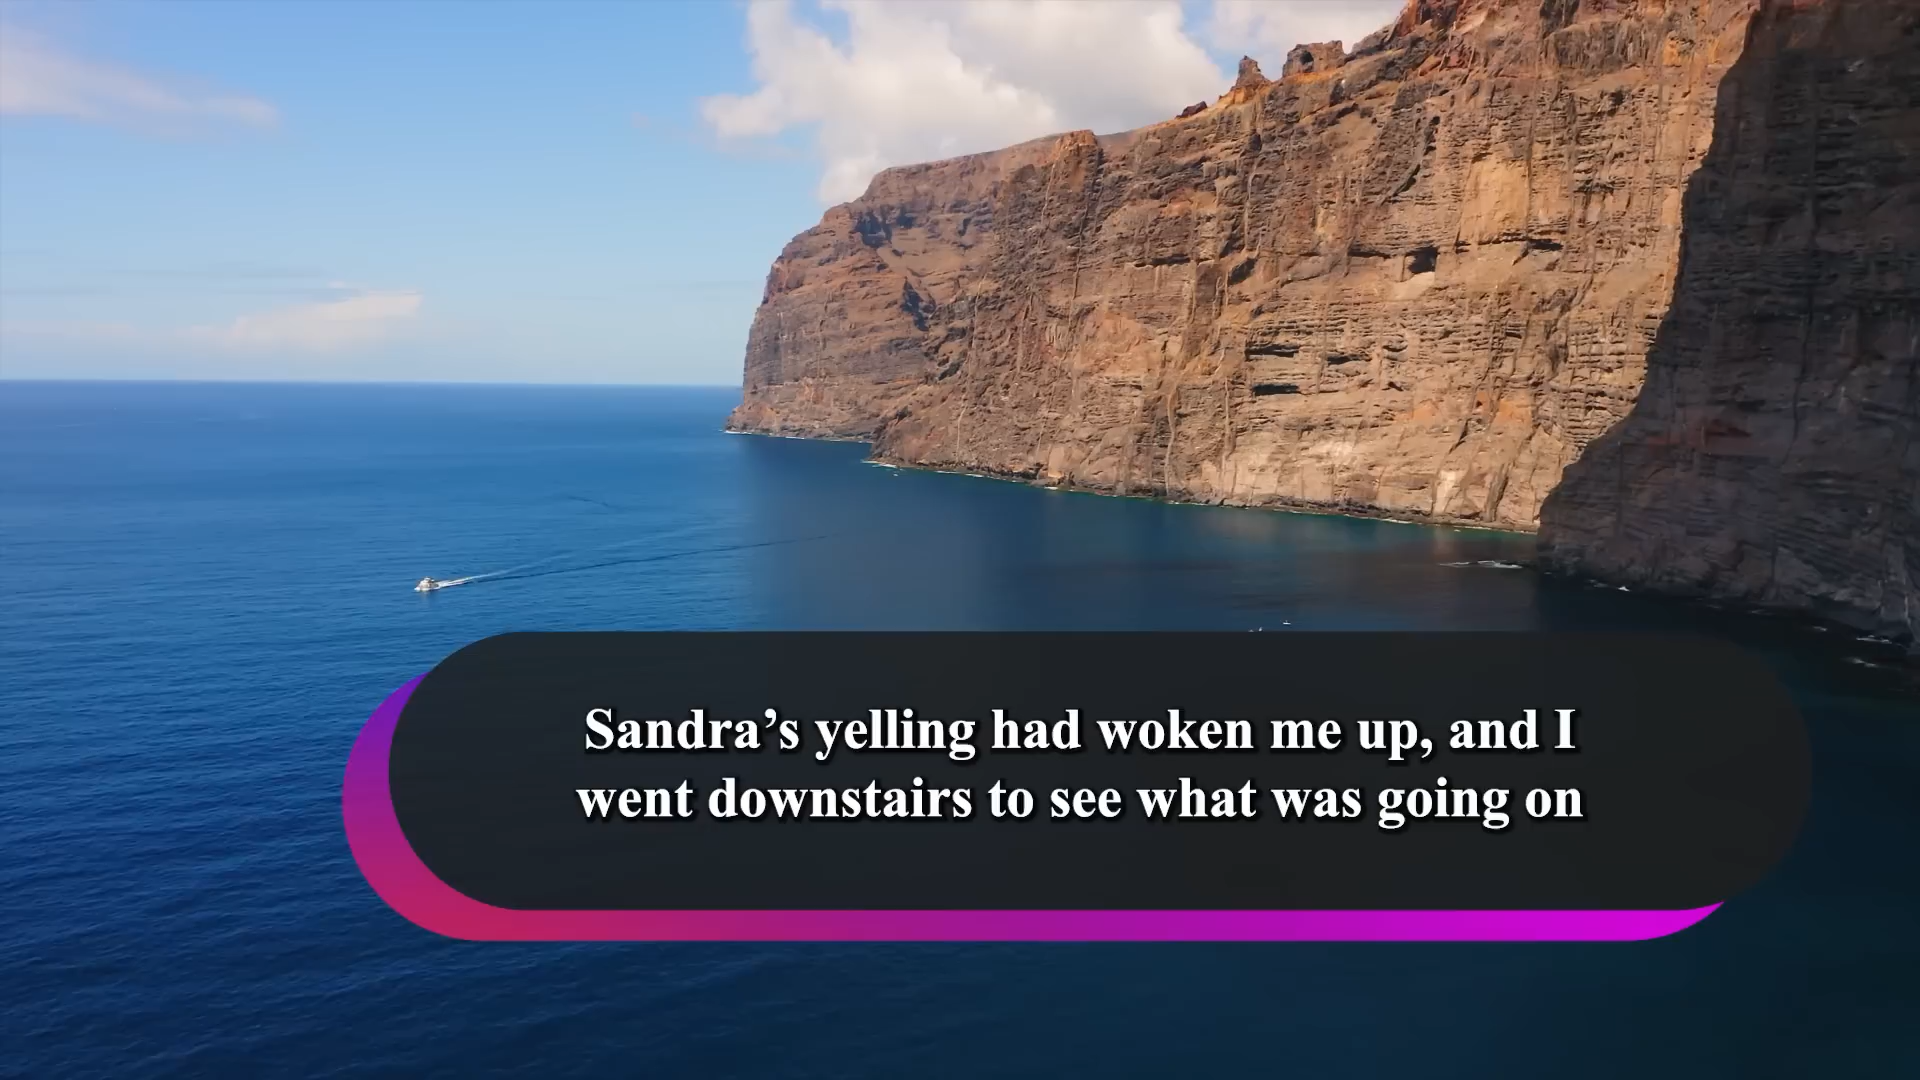 Sandra’s yelling had woken me up, and I
went downstairs to see what was going on